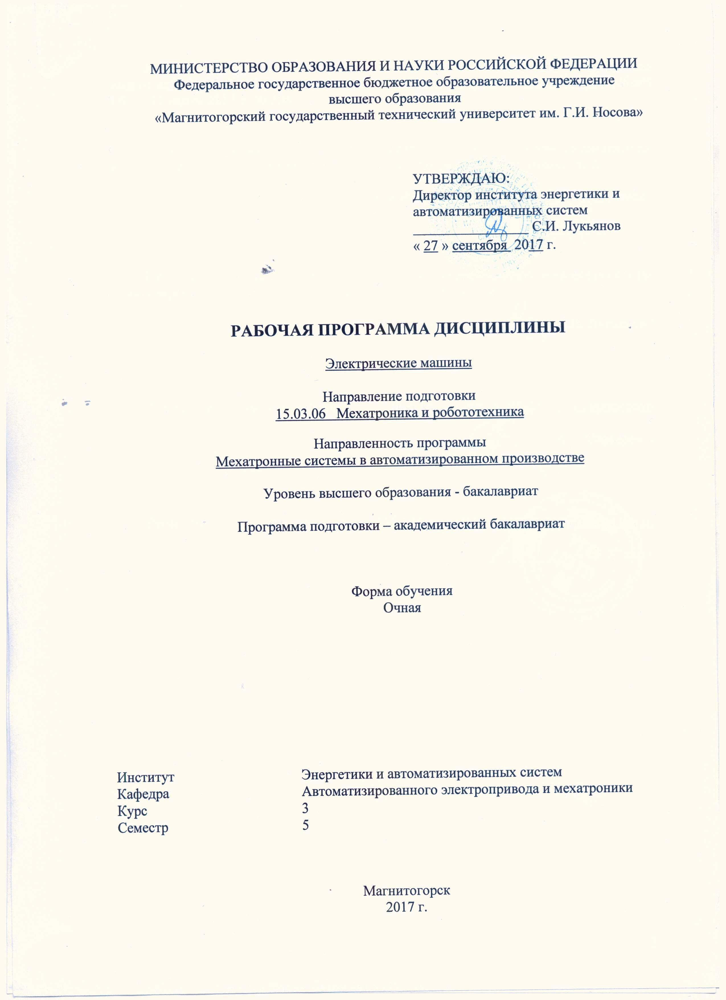 МИНИСТЕРСТВО ОБРАЗОВАНИЯ И НАУКИ РОССИЙСКОЙ ФЕДЕРАЦИИ
Федеральное государственное бюджетное образовательное учреждение
высшего образования
«Магнитогорский государственный технический университет им. Г.И. Носова»
УТВЕРЖДАЮ:
Директор института энергетики и
автоматизированных систем
С.И. Лукьянов
« 27 » сентября 2017 г.
РАБОЧАЯ ПРОГРАММА ДИСЦИПЛИНЫ
Электрические машины
Направление подготовки
15.03.06 Мехатроника и робототехника
Направленность программы
Мехатронные системы в автоматизированном производстве
Уровень высшего образования - бакалавриат
Программа подготовки – академический бакалавриат
Форма обучения
Очная
Институт Энергетики и автоматизированных систем
Кафедра Автоматизированного электропривода и мехатроники
Курс 3
Семестр 5
Магнитогорск
2017 г.